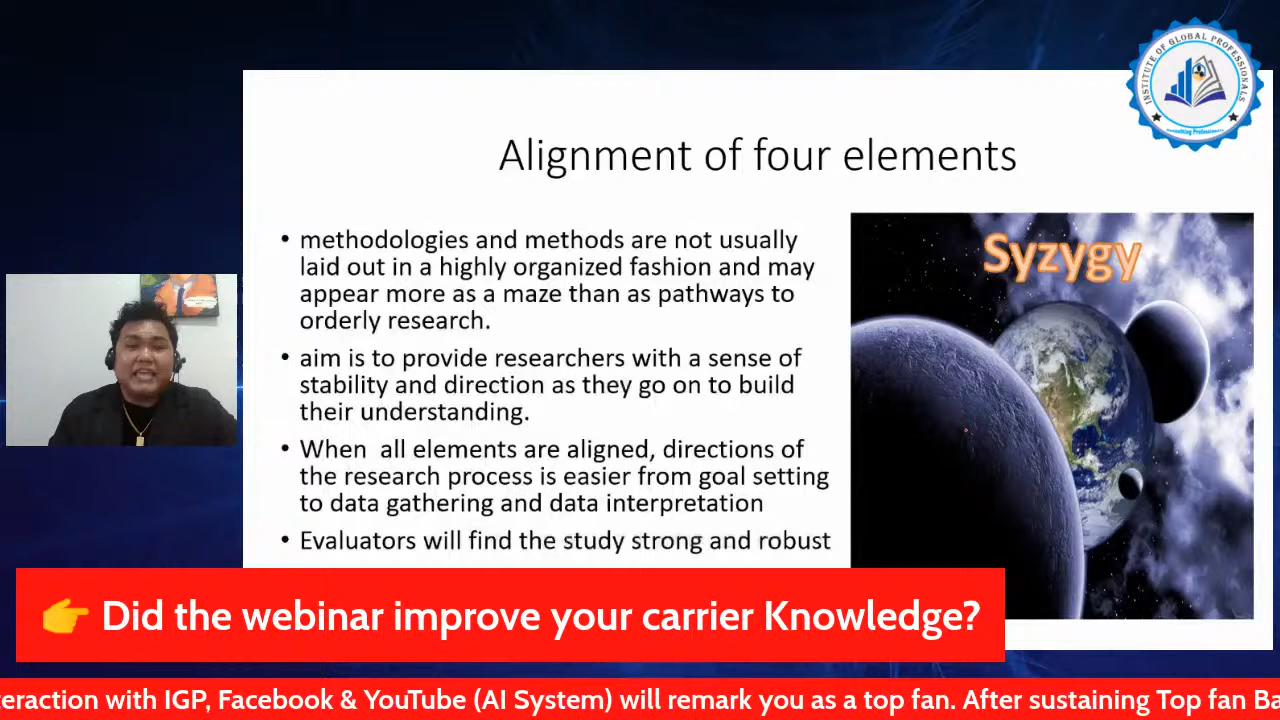 INSTITUTE OF GLOBAL PROFESSIONALS
Alignment of four elements
• methodologies and methods are not usually
laid out in a highly organized fashion and may
appear more as a maze than as pathways to
orderly research.
• aim is to provide researchers with a sense of
stability and direction as they go on to build
their understanding.
• When  all elements are aligned, directions of
the research process is easier from goal setting
to data gathering and data interpretation
• Evaluators will find the study strong and robust
Syzygy
👉 Did the webinar improve your carrier Knowledge?
teraction with IGP, Facebook & YouTube (AI System) will remark you as a top fan. After sustaining Top fan Ba